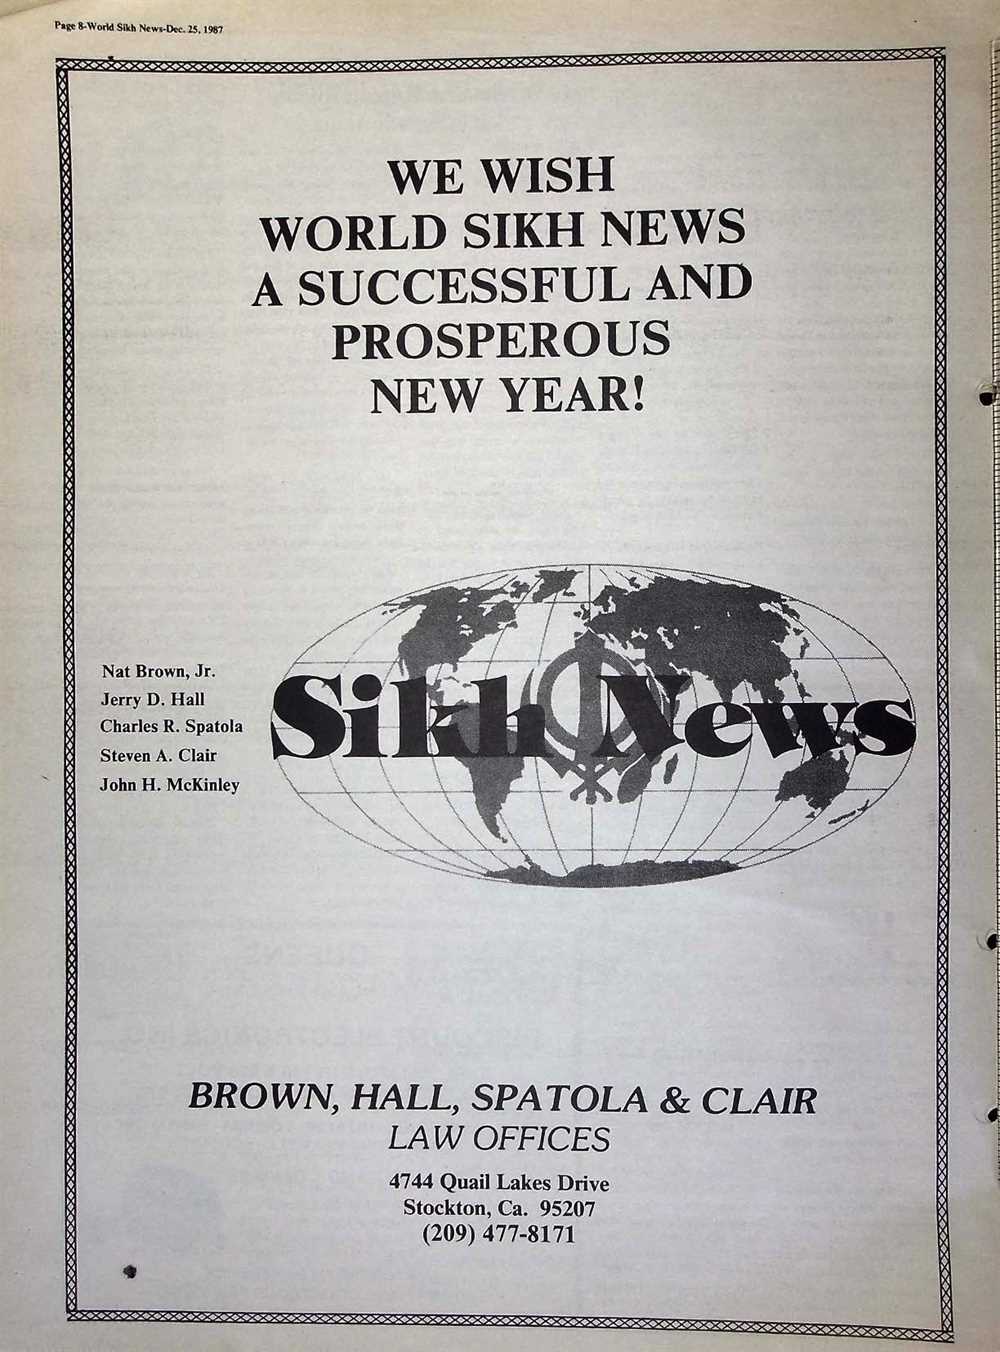 Page 8-World Sikh News-Dec. 25, 1987
WE WISH
WORLD SIKH NEWS
A SUCCESSFUL AND
PROSPEROUS
NEW YEAR!
Nat Brown, Jr.
Jerry D. Hall
Charles R. Spatola
Steven A. Clair
John H. McKinley
Sikh News
BROWN, HALL, SPATOLA & CLAIR
LAW OFFICES
4744 Quail Lakes Drive
Stockton, Ca. 95207
(209) 477-8171